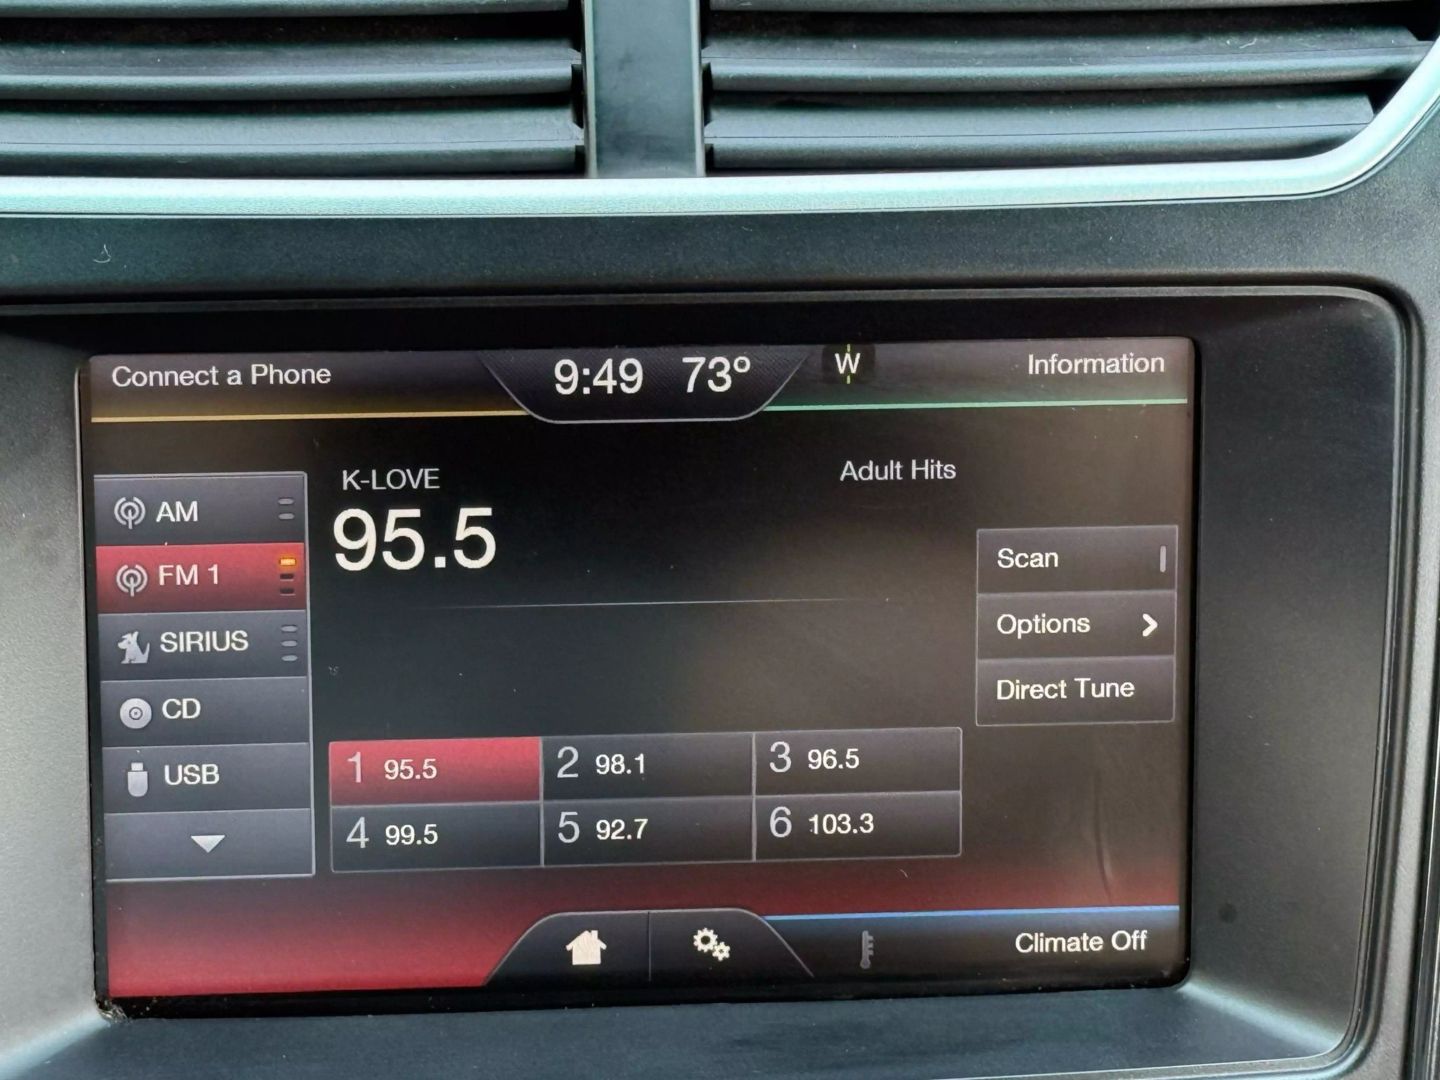 Connect a Phone
9:49 73° W
Information
K-LOVE
Adult Hits
95.5
AM
FM 1
SIRIUS
CD
USB
Scan
Options
Direct Tune
1 95.5
2 98.1
3 96.5
4 99.5
5 92.7
6 103.3
Climate Off